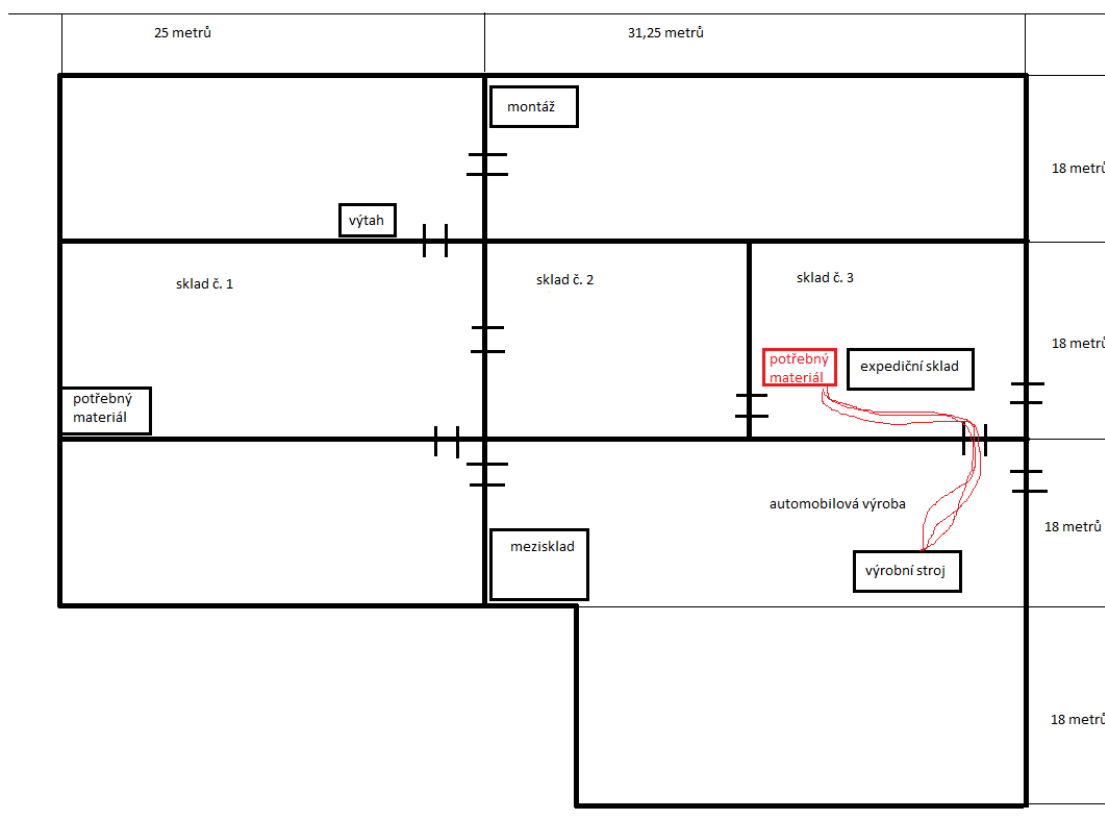 25 metrů
31,25 metrů
montáž
18 metrů
výtah
sklad č. 1
sklad č. 2
sklad č. 3
18 metrů
potřebný
materiál
expediční sklad
potřebný
materiál
automobilová výroba
18 metrů
mezisklad
výrobní stroj
18 metrů